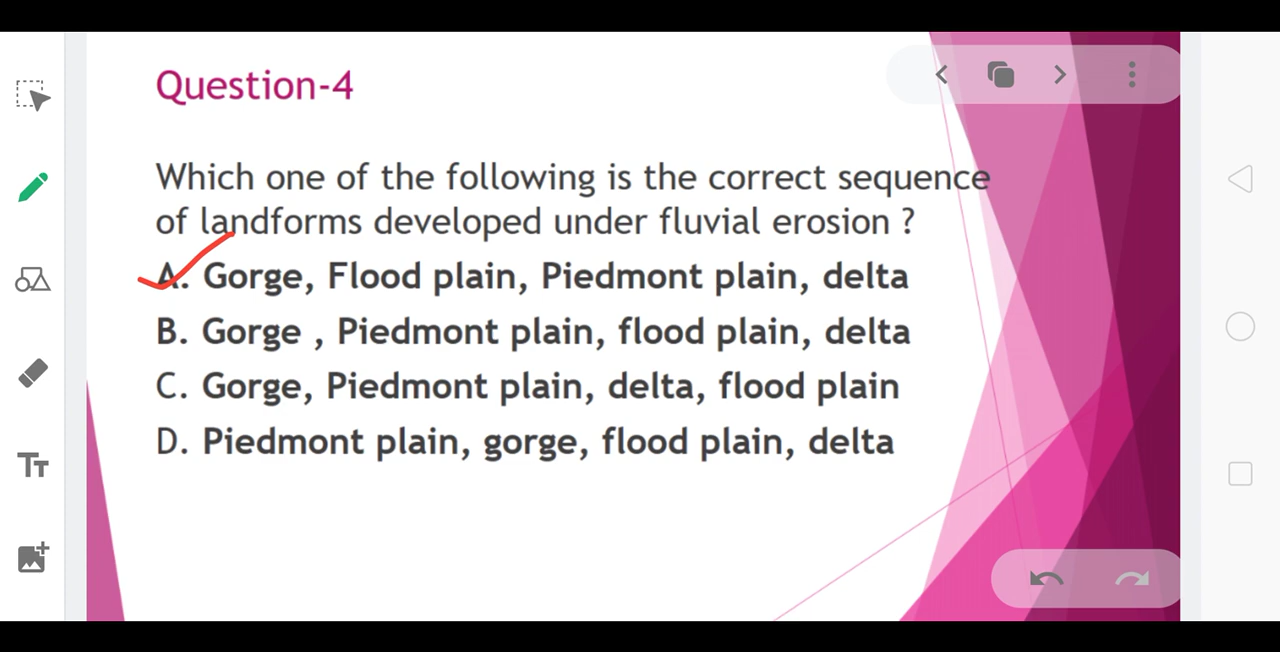 Question-4
Which one of the following is the correct sequence
of landforms developed under fluvial erosion ?
A. Gorge, Flood plain, Piedmont plain, delta
B. Gorge , Piedmont plain, flood plain, delta
C. Gorge, Piedmont plain, delta, flood plain
D. Piedmont plain, gorge, flood plain, delta
TT